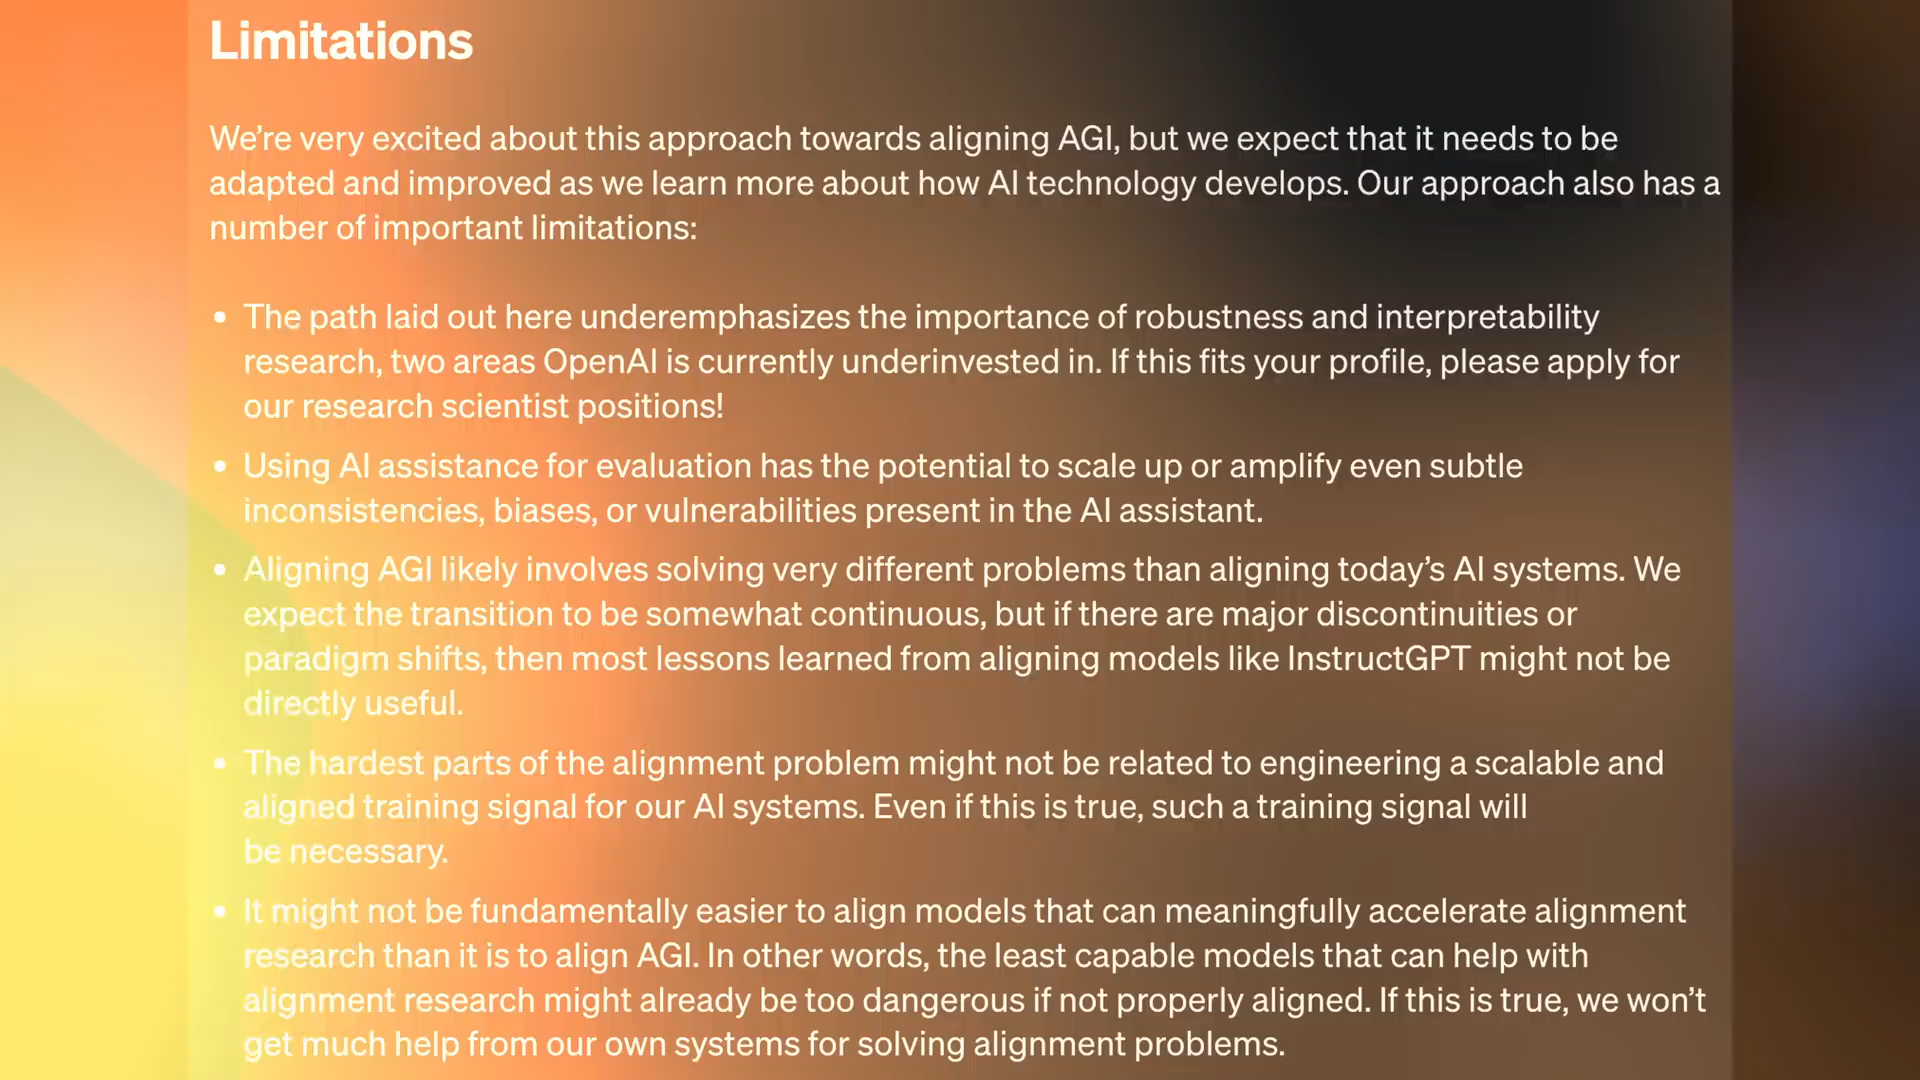 Limitations
We’re very excited about this approach towards aligning AGI, but we expect that it needs to be
adapted and improved as we learn more about how AI technology develops. Our approach also has a
number of important limitations:
• The path laid out here underemphasizes the importance of robustness and interpretability
research, two areas OpenAI is currently underinvested in. If this fits your profile, please apply for
our research scientist positions!
• Using AI assistance for evaluation has the potential to scale up or amplify even subtle
inconsistencies, biases, or vulnerabilities present in the AI assistant.
• Aligning AGI likely involves solving very different problems than aligning today’s AI systems. We
expect the transition to be somewhat continuous, but if there are major discontinuities or
paradigm shifts, then most lessons learned from aligning models like InstructGPT might not be
directly useful.
• The hardest parts of the alignment problem might not be related to engineering a scalable and
aligned training signal for our AI systems. Even if this is true, such a training signal will
be necessary.
• It might not be fundamentally easier to align models that can meaningfully accelerate alignment
research than it is to align AGI. In other words, the least capable models that can help with
alignment research might already be too dangerous if not properly aligned. If this is true, we won’t
get much help from our own systems for solving alignment problems.